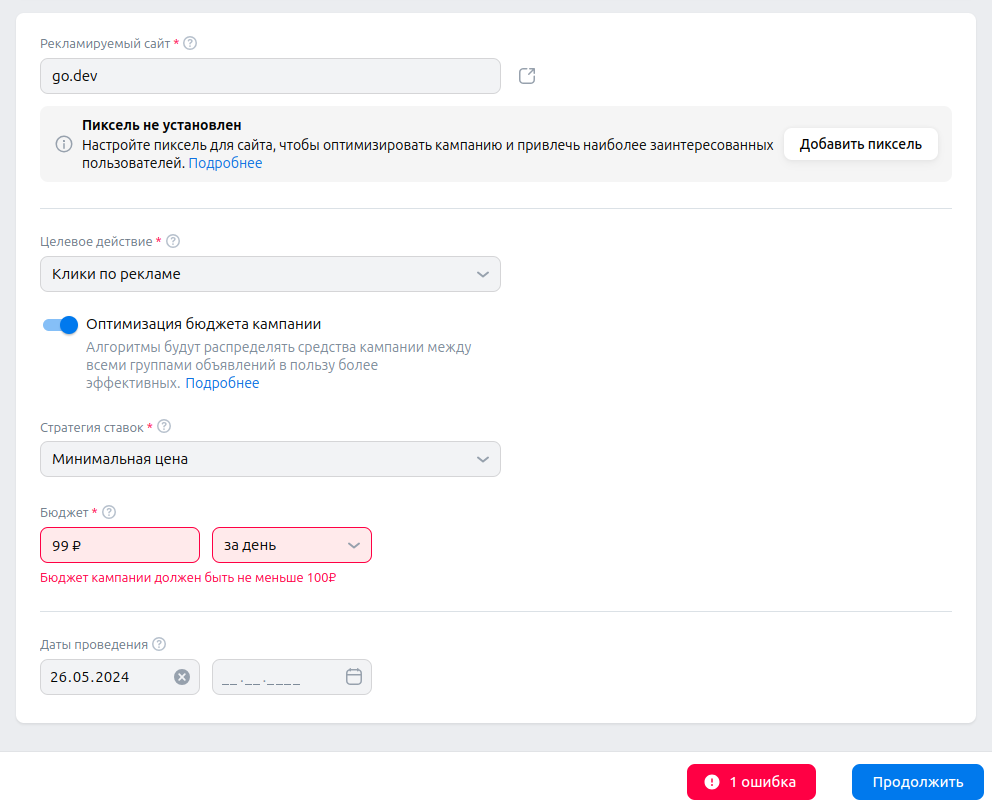 Рекламируемый сайт *
go.dev
Пиксель не установлен
Настройте пиксель для сайта, чтобы оптимизировать кампанию и привлечь наиболее заинтересованных
пользователей. Подробнее
Добавить пиксель
Целевое действие *
Клики по рекламе
Оптимизация бюджета кампании
Алгоритмы будут распределять средства кампании между
всеми группами объявлений в пользу более
эффективных. Подробнее
Стратегия ставок *
Минимальная цена
Бюджет *
99 ₽
за день
Бюджет кампании должен быть не меньше 100₽
Даты проведения
26.05.2024
__.__.____
1 ошибка
Продолжить